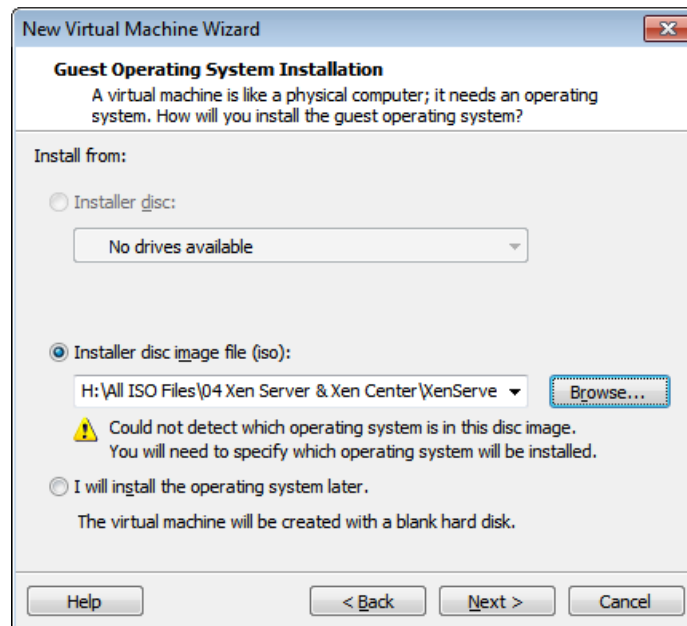 New Virtual Machine Wizard
Guest Operating System Installation
A virtual machine is like a physical computer; it needs an operating
system. How will you install the guest operating system?
Install from:
Installer disc:
No drives available
Installer disc image file (iso):
H:\All ISO Files\04 Xen Server & Xen Center\XenServe
Browse...
Could not detect which operating system is in this disc image.
You will need to specify which operating system will be installed.
I will install the operating system later.
The virtual machine will be created with a blank hard disk.
Help
< Back
Next >
Cancel